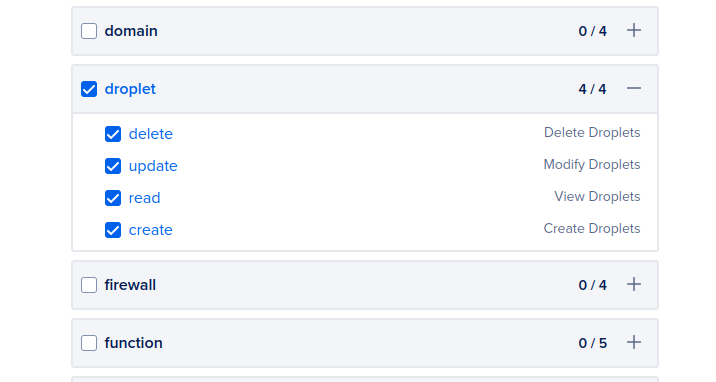 domain 0 / 4
droplet 4 / 4
delete Delete Droplets
update Modify Droplets
read View Droplets
create Create Droplets
firewall 0 / 4
function 0 / 5